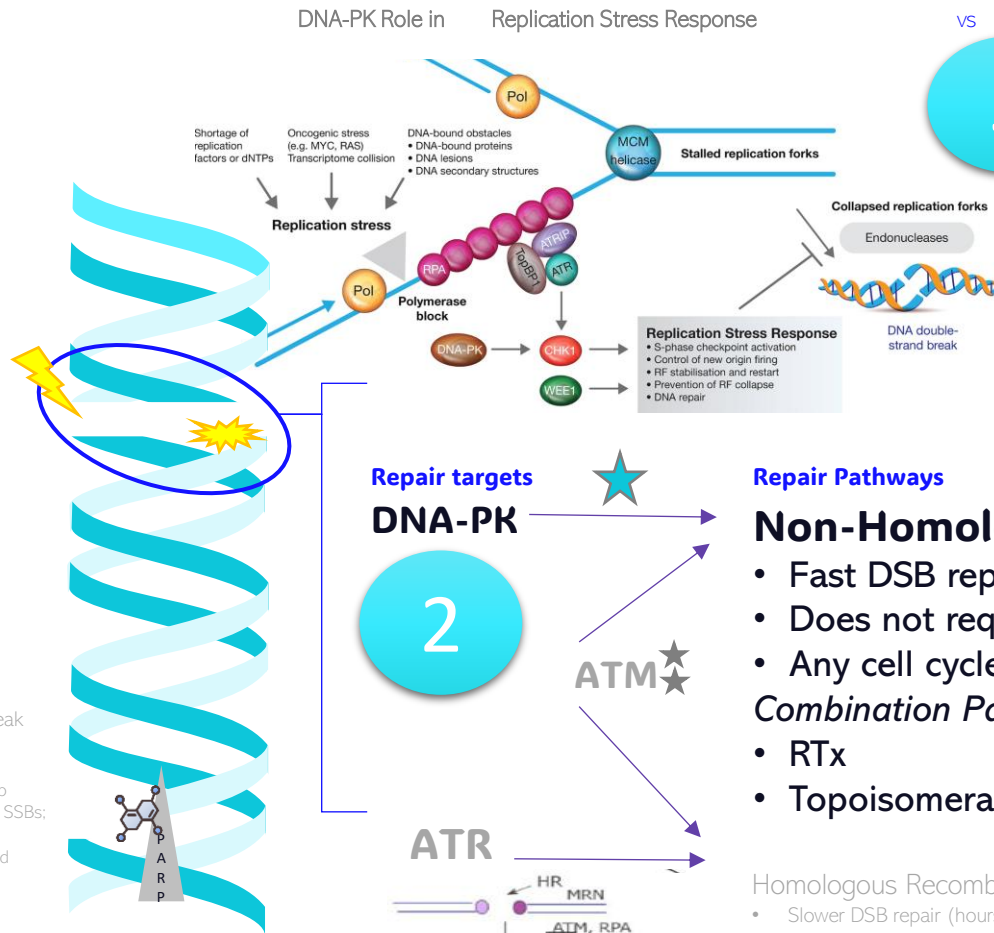 DNA-PK Role in Replication Stress Response vs
Pol
Shortage of
replication
factors or dNTPs
Oncogenic stress
(e.g. MYC, RAS)
Transcriptome collision
DNA-bound obstacles
• DNA-bound proteins
• DNA lesions
• DNA secondary structures
MCM
helicase
Stalled replication forks
Replication stress
Collapsed replication forks
Endonucleases
ATRIP
TopBP1
ATR
RPA
Pol
Polymerase
block
DNA double-
strand break
DNA-PK
CHK1
WEE1
Replication Stress Response
• S-phase checkpoint activation
• Control of new origin firing
• RF stabilisation and restart
• Prevention of RF collapse
• DNA repair
Repair targets
DNA-PK
2
ATM
ATR
Repair Pathways
Non-Homol
• Fast DSB rep
• Does not req
• Any cell cycle
Combination Pa
• RTx
• Topoisomera
Homologous Recomb
• Slower DSB repair (hours
eak
SSBs;
P
A
R
P
HR
MRN
ATM, RPA